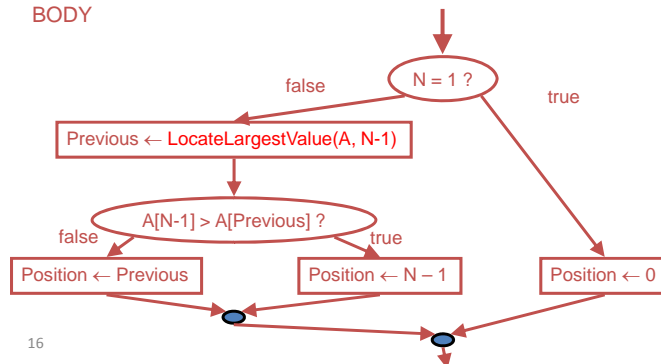 BODY
N = 1 ?
false
true
Previous ← LocateLargestValue(A, N-1)
A[N-1] > A[Previous] ?
false
true
Position ← Previous
Position ← N – 1
Position ← 0
16